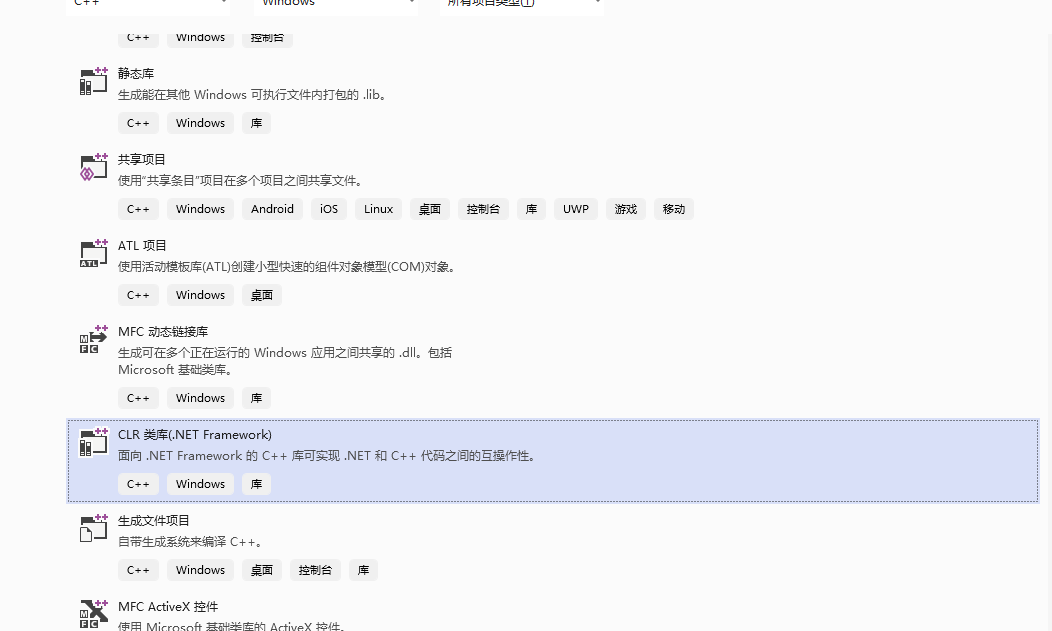 C++ Windows 所有项目类型(T)
C++ Windows 控制台
静态库
生成能在其他 Windows 可执行文件内打包的 .lib。
C++ Windows 库
共享项目
使用“共享条目”项目在多个项目之间共享文件。
C++ Windows Android iOS Linux 桌面 控制台 库 UWP 游戏 移动
ATL 项目
使用活动模板库(ATL)创建小型快速的组件对象模型(COM)对象。
C++ Windows 桌面
MFC 动态链接库
生成可在多个正在运行的 Windows 应用之间共享的 .dll。包括
Microsoft 基础类库。
C++ Windows 库
CLR 类库(.NET Framework)
面向 .NET Framework 的 C++ 库可实现 .NET 和 C++ 代码之间的互操作性。
C++ Windows 库
生成文件项目
自带生成系统来编译 C++。
C++ Windows 桌面 控制台 库
MFC ActiveX 控件
使用 Microsoft 基础类库的 ActiveX 控件。